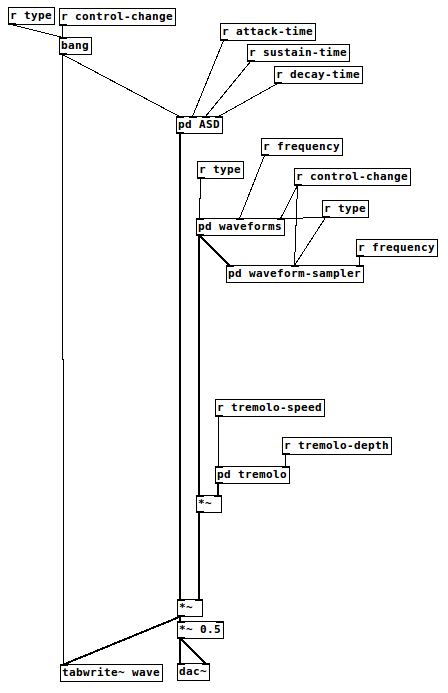 r type
r control-change
bang
r attack-time
r sustain-time
r decay-time
pd ASD
r frequency
r type
r control-change
r type
pd waveforms
r frequency
pd waveform-sampler
r tremolo-speed
r tremolo-depth
pd tremolo
*~
*~
*~ 0.5
tabwrite~ wave
dac~